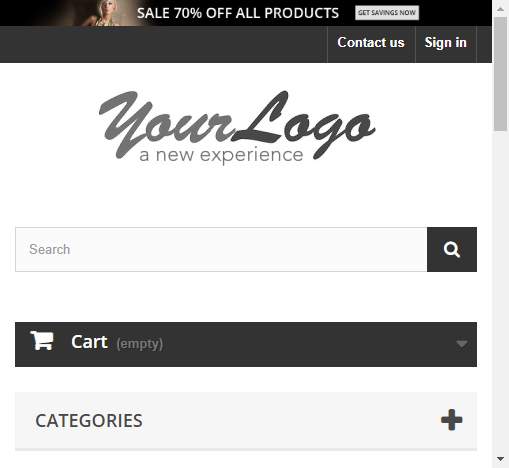 SALE 70% OFF ALL PRODUCTS GET SAVINGS NOW
Contact us Sign in
YourLogo
a new experience
Search
Cart (empty)
CATEGORIES